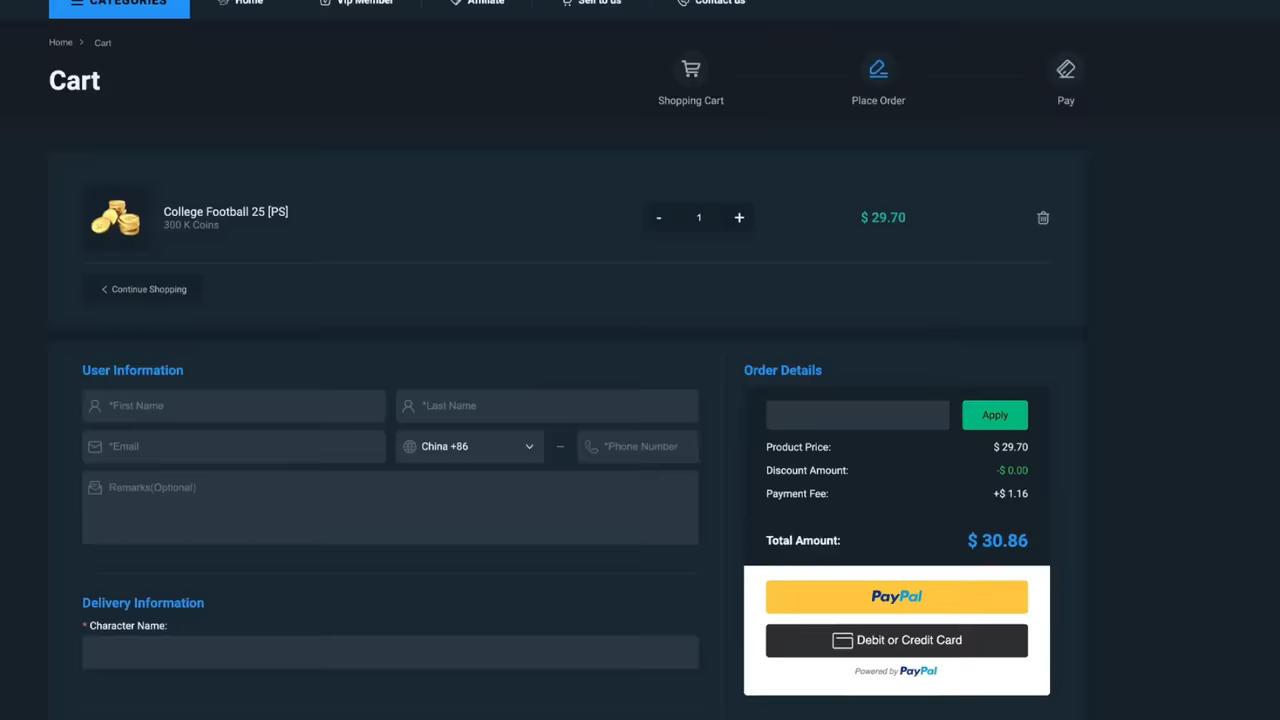 CATEGORIES
Home
Vip Member
Affiliate
Sell to us
Contact us
Home > Cart
Cart
Shopping Cart
Place Order
Pay
College Football 25 [PS]
300 K Coins
- 1 +
$ 29.70
< Continue Shopping
User Information
*First Name
*Last Name
*Email
China +86
*Phone Number
Remarks(Optional)
Delivery Information
* Character Name:
Order Details
Apply
Product Price: $ 29.70
Discount Amount: -$ 0.00
Payment Fee: +$ 1.16
Total Amount: $ 30.86
PayPal
Debit or Credit Card
Powered by PayPal